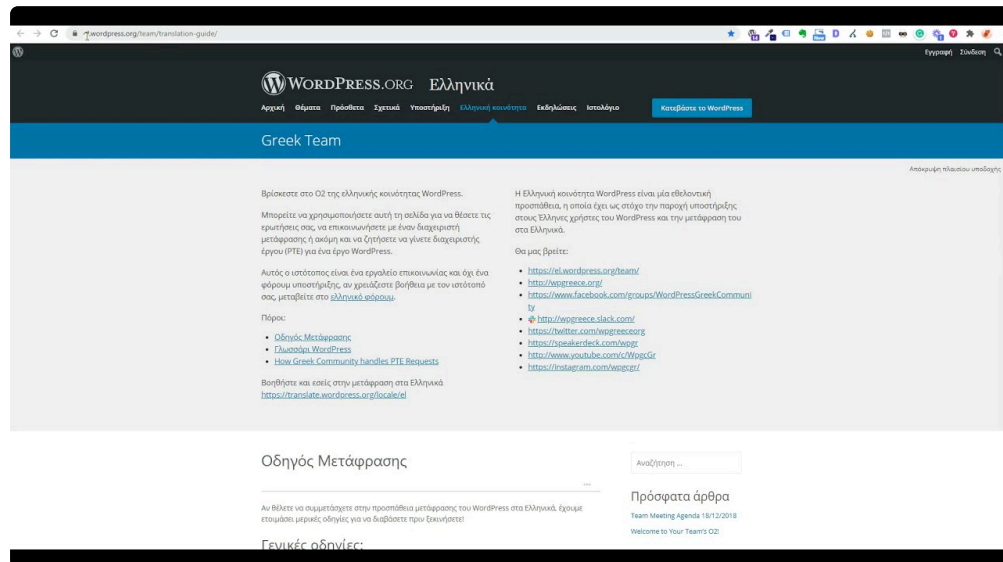 wordpress.org/team/translation-guide/
Εγγραφή Σύνδεση
WORDPRESS.ORG Ελληνικά
Αρχική Θέματα Πρόσθετα Σχετικά Υποστήριξη Ελληνική κοινότητα Εκδηλώσεις Ιστολόγιο Κατεβάστε το WordPress
Greek Team
Απόκρυψη πλαισίου υποδοχής
Βρίσκεστε στο O2 της ελληνικής κοινότητας WordPress.
Μπορείτε να χρησιμοποιήσετε αυτή τη σελίδα για να θέσετε τις
ερωτήσεις σας, να επικοινωνήσετε με έναν διαχειριστή
μετάφρασης ή ακόμη και να ζητήσετε να γίνετε διαχειριστής
έργου (PTE) για ένα έργο WordPress.
Αυτός ο ιστότοπος είναι ένα εργαλείο επικοινωνίας και όχι ένα
φόρουμ υποστήριξης, αν χρειάζεστε βοήθεια με τον ιστότοπό
σας, μεταβείτε στο ελληνικό φόρουμ.
Πόροι:
Οδηγός Μετάφρασης
Γλωσσάρι WordPress
How Greek Community handles PTE Requests
Βοηθήστε και εσείς στην μετάφραση στα Ελληνικά
https://translate.wordpress.org/locale/el
Η Ελληνική κοινότητα WordPress είναι μία εθελοντική
προσπάθεια, η οποία έχει ως στόχο την παροχή υποστήριξης
στους Έλληνες χρήστες του WordPress και την μετάφραση του
στα Ελληνικά.
Θα μας βρείτε:
https://el.wordpress.org/team/
http://wpgreece.org/
https://www.facebook.com/groups/WordPressGreekCommuni
ty
http://wpgreece.slack.com/
https://twitter.com/wpgreeceorg
https://speakerdeck.com/wpgr
http://www.youtube.com/c/WpgcGr
https://instagram.com/wpgcgr/
Οδηγός Μετάφρασης
Αν θέλετε να συμμετάσχετε στην προσπάθεια μετάφρασης του WordPress στα Ελληνικά, έχουμε
ετοιμάσει μερικές οδηγίες για να διαβάσετε πριν ξεκινήσετε!
Γενικές οδηγίες:
Αναζήτηση ...
Πρόσφατα άρθρα
Team Meeting Agenda 18/12/2018
Welcome to Your Team's O2!